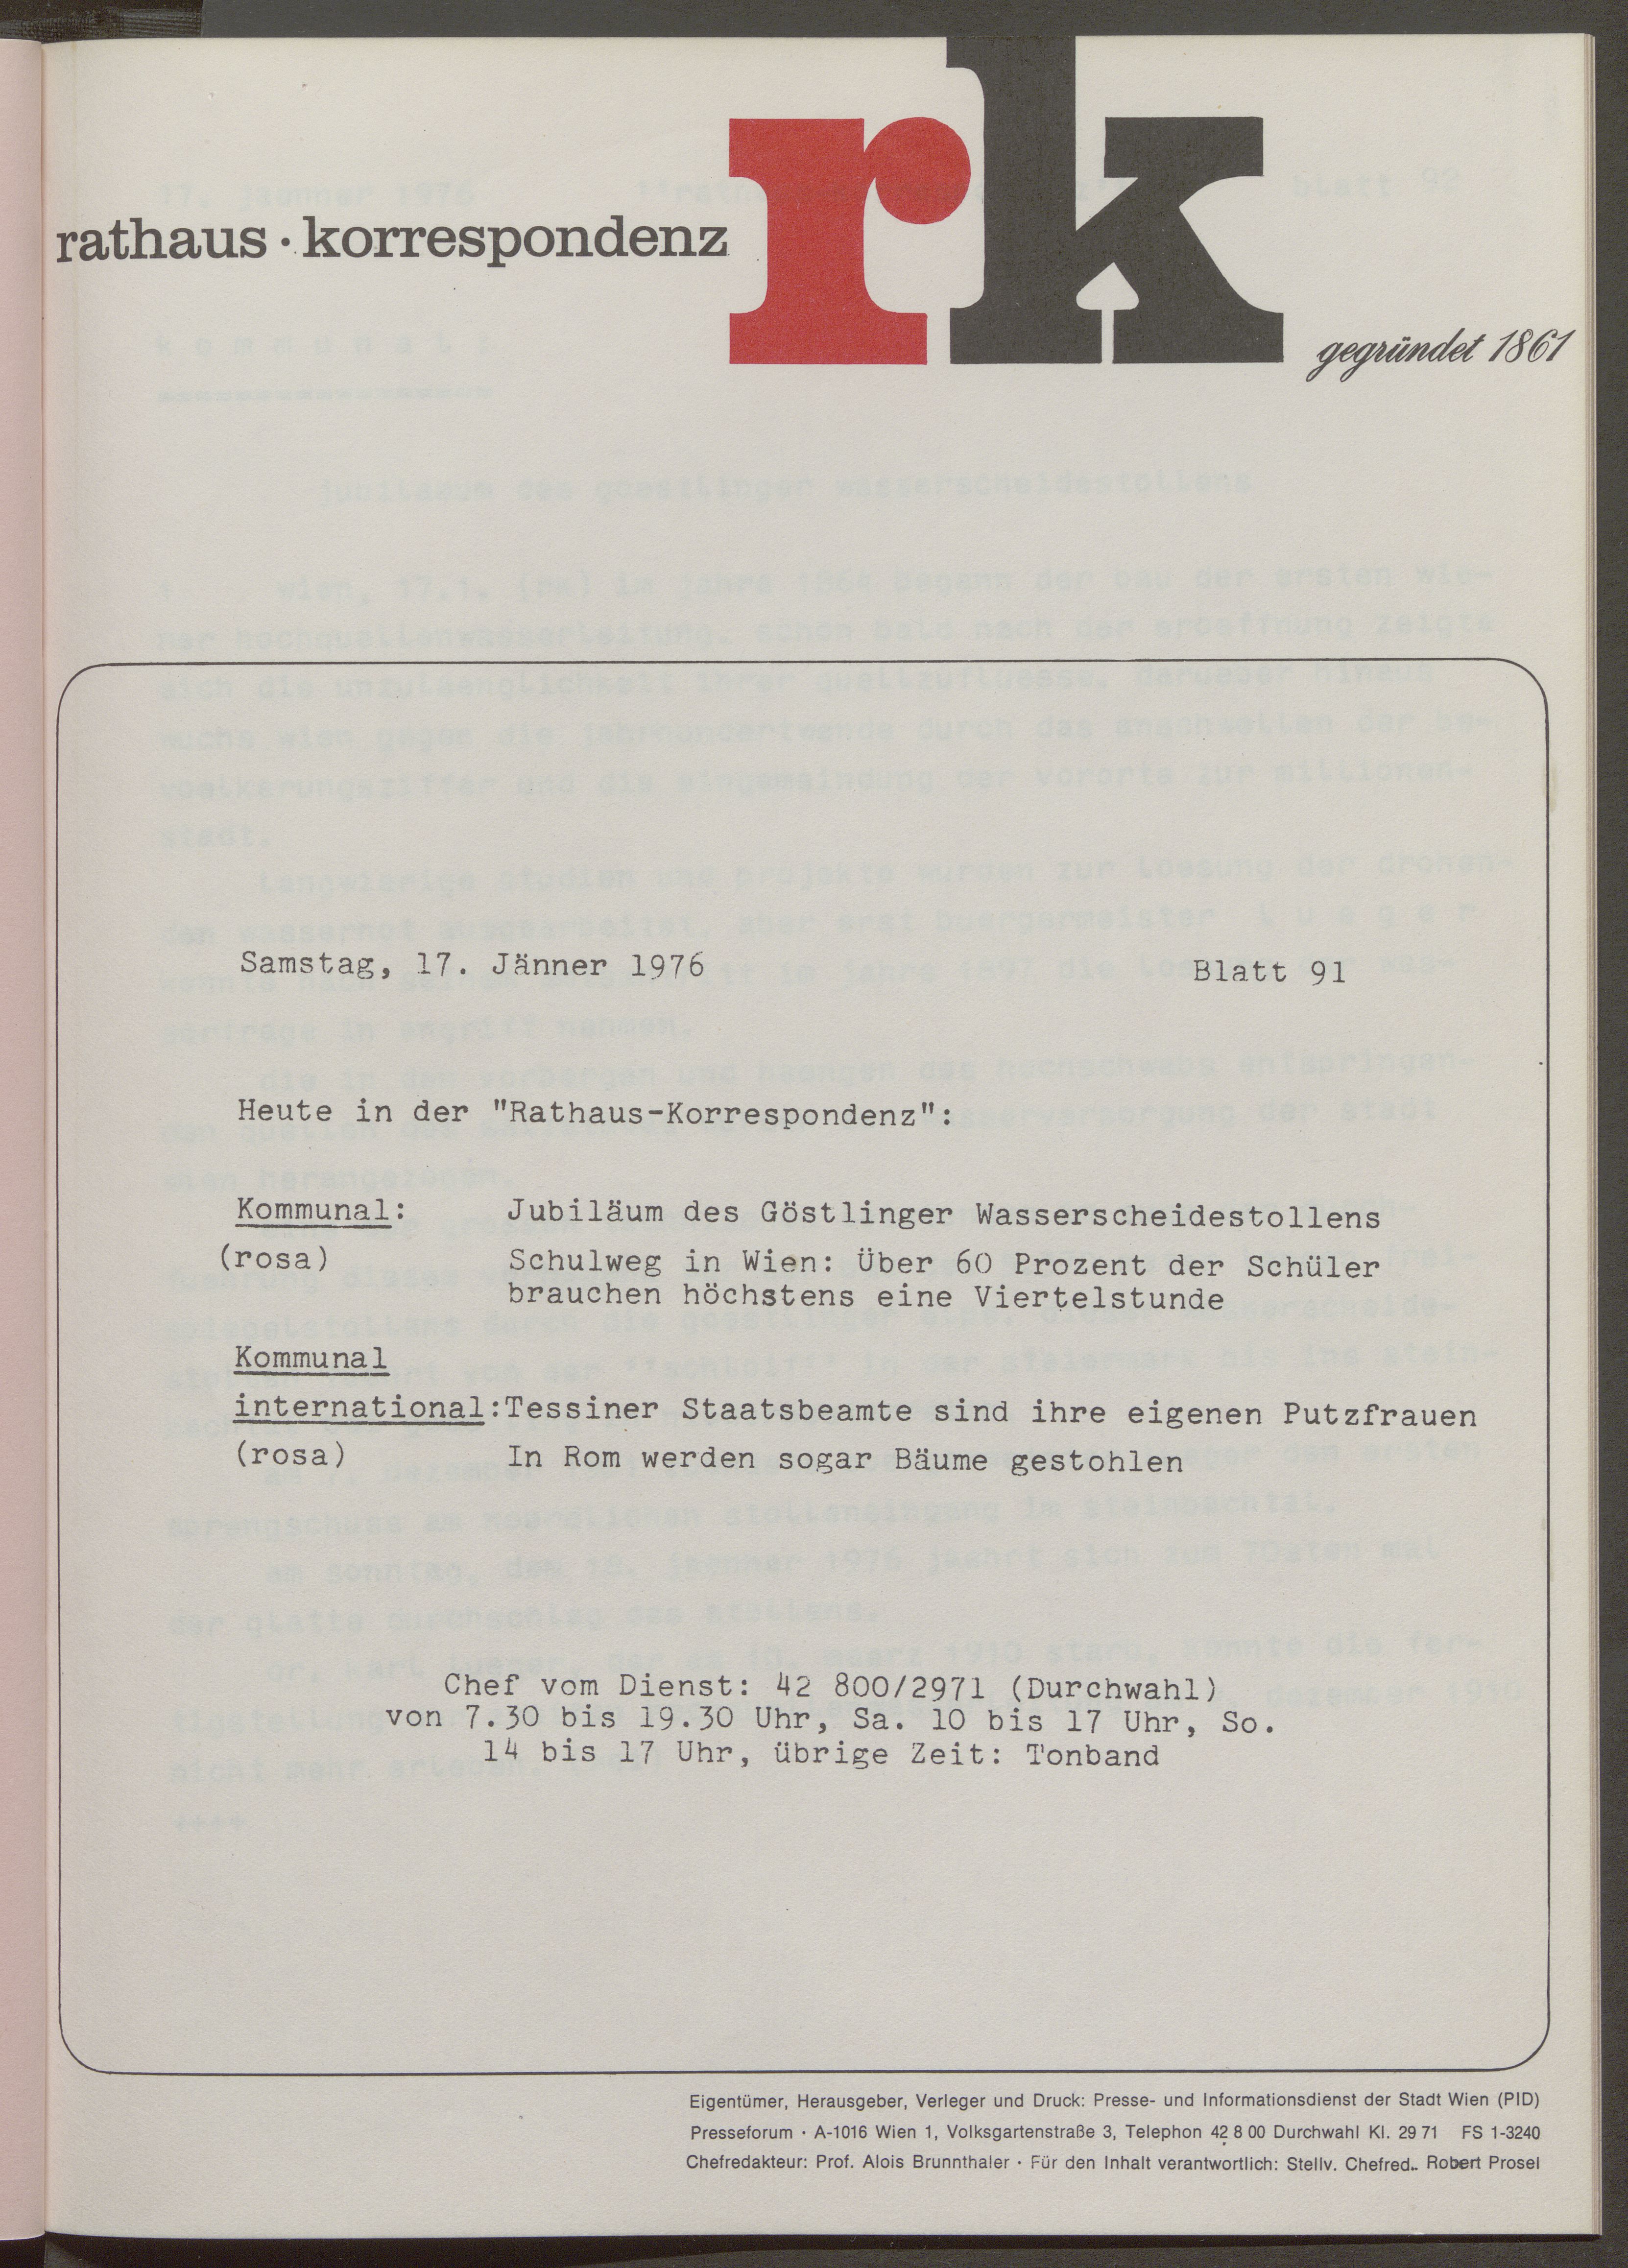 rk
rathaus · korrespondenz
gegründet 1861
Samstag, 17. Jänner 1976 Blatt 91
Heute in der "Rathaus-Korrespondenz":
Kommunal: Jubiläum des Göstlinger Wasserscheidestollens
(rosa) Schulweg in Wien: Über 60 Prozent der Schüler
brauchen höchstens eine Viertelstunde
Kommunal
international: Tessiner Staatsbeamte sind ihre eigenen Putzfrauen
(rosa) In Rom werden sogar Bäume gestohlen
Chef vom Dienst: 42 800/2971 (Durchwahl)
von 7.30 bis 19.30 Uhr, Sa. 10 bis 17 Uhr, So.
14 bis 17 Uhr, übrige Zeit: Tonband
Eigentümer, Herausgeber, Verleger und Druck: Presse- und Informationsdienst der Stadt Wien (PID)
Presseforum · A-1016 Wien 1, Volksgartenstraße 3, Telephon 42 8 00 Durchwahl Kl. 29 71 FS 1-3240
Chefredakteur: Prof. Alois Brunnthaler · Für den Inhalt verantwortlich: Stellv. Chefred.. Robert Prosel